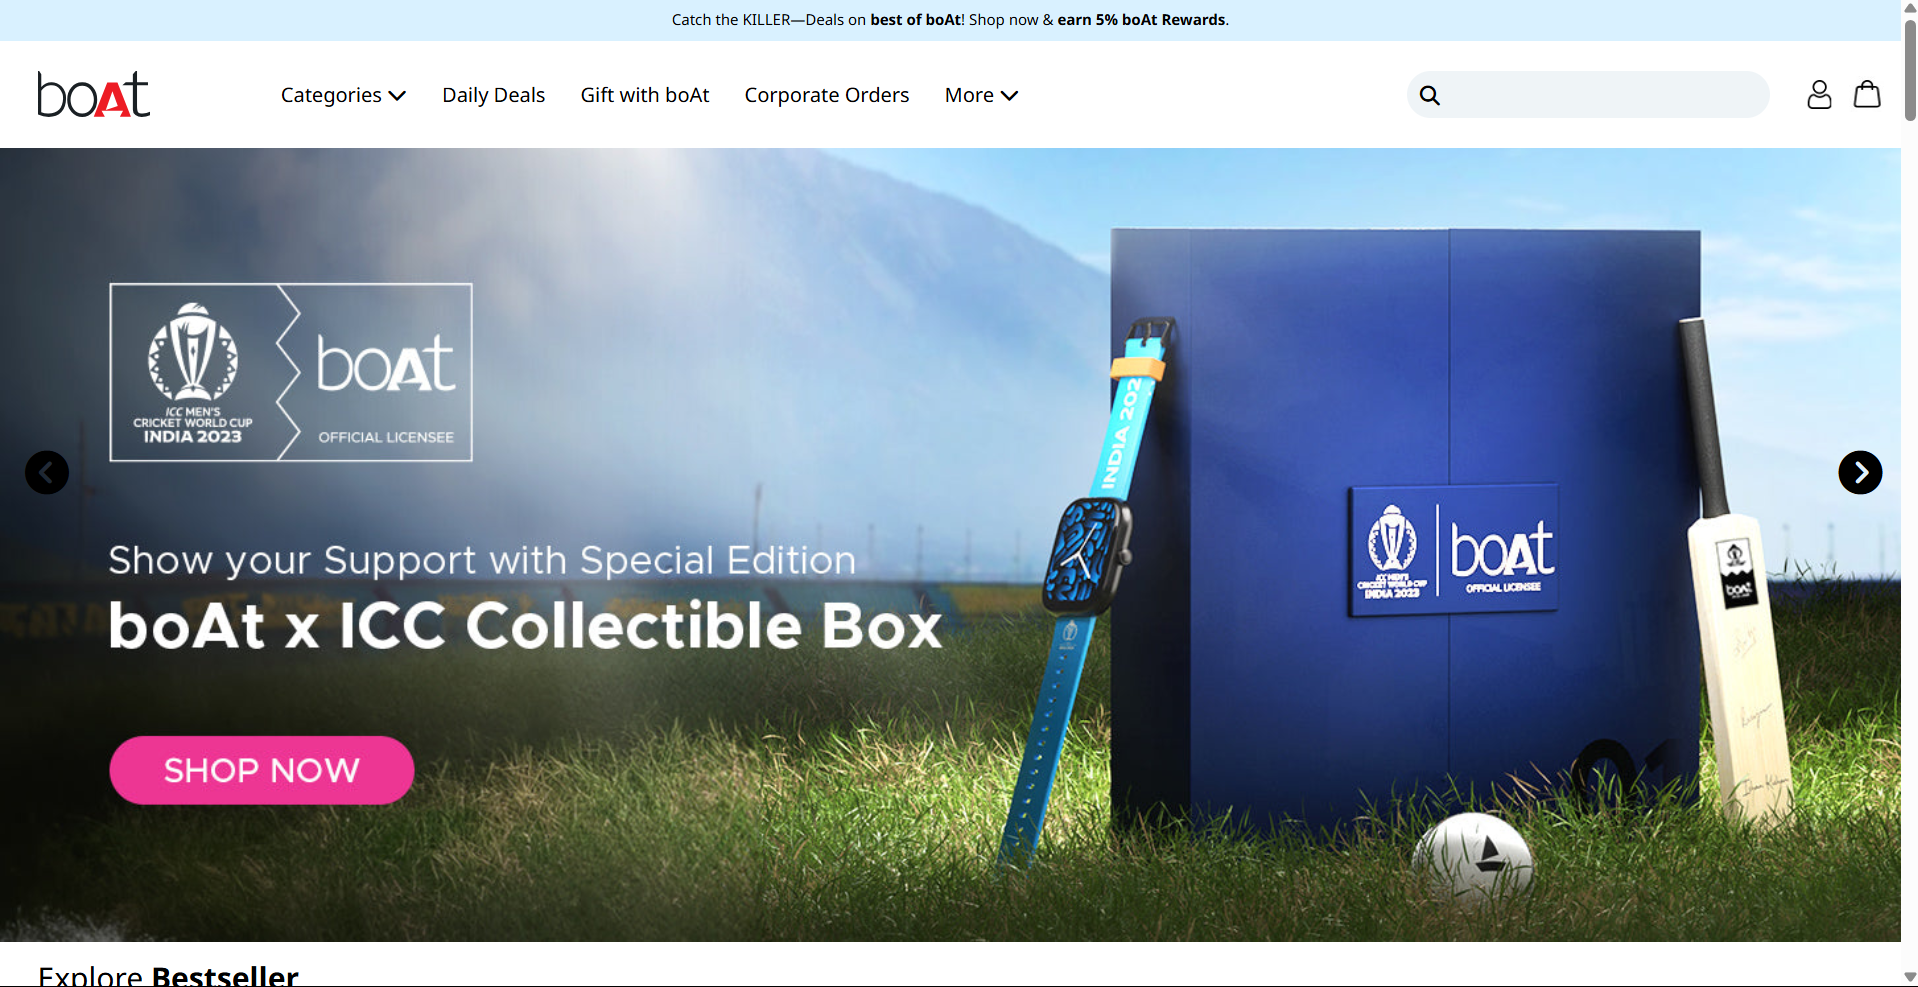 Catch the KILLER—Deals on best of boAt! Shop now & earn 5% boAt Rewards.
boAt
Categories
Daily Deals
Gift with boAt
Corporate Orders
More
ICC MEN'S
CRICKET WORLD CUP
INDIA 2023
boAt
OFFICIAL LICENSEE
Show your Support with Special Edition
boAt x ICC Collectible Box
SHOP NOW
INDIA 202
ICC MEN'S
CRICKET WORLD CUP
INDIA 2023
boAt
OFFICIAL LICENSEE
boAt
01
Explore Bestseller